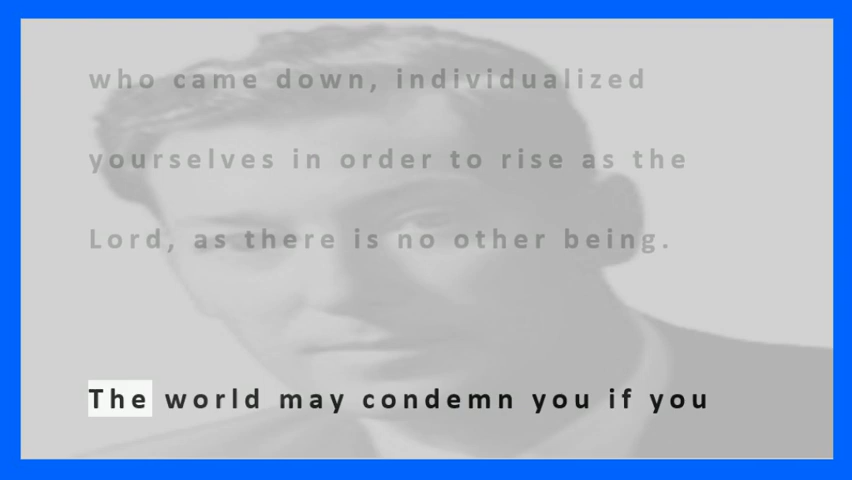 who came down, individualized
yourselves in order to rise as the
Lord, as there is no other being.
The world may condemn you if you